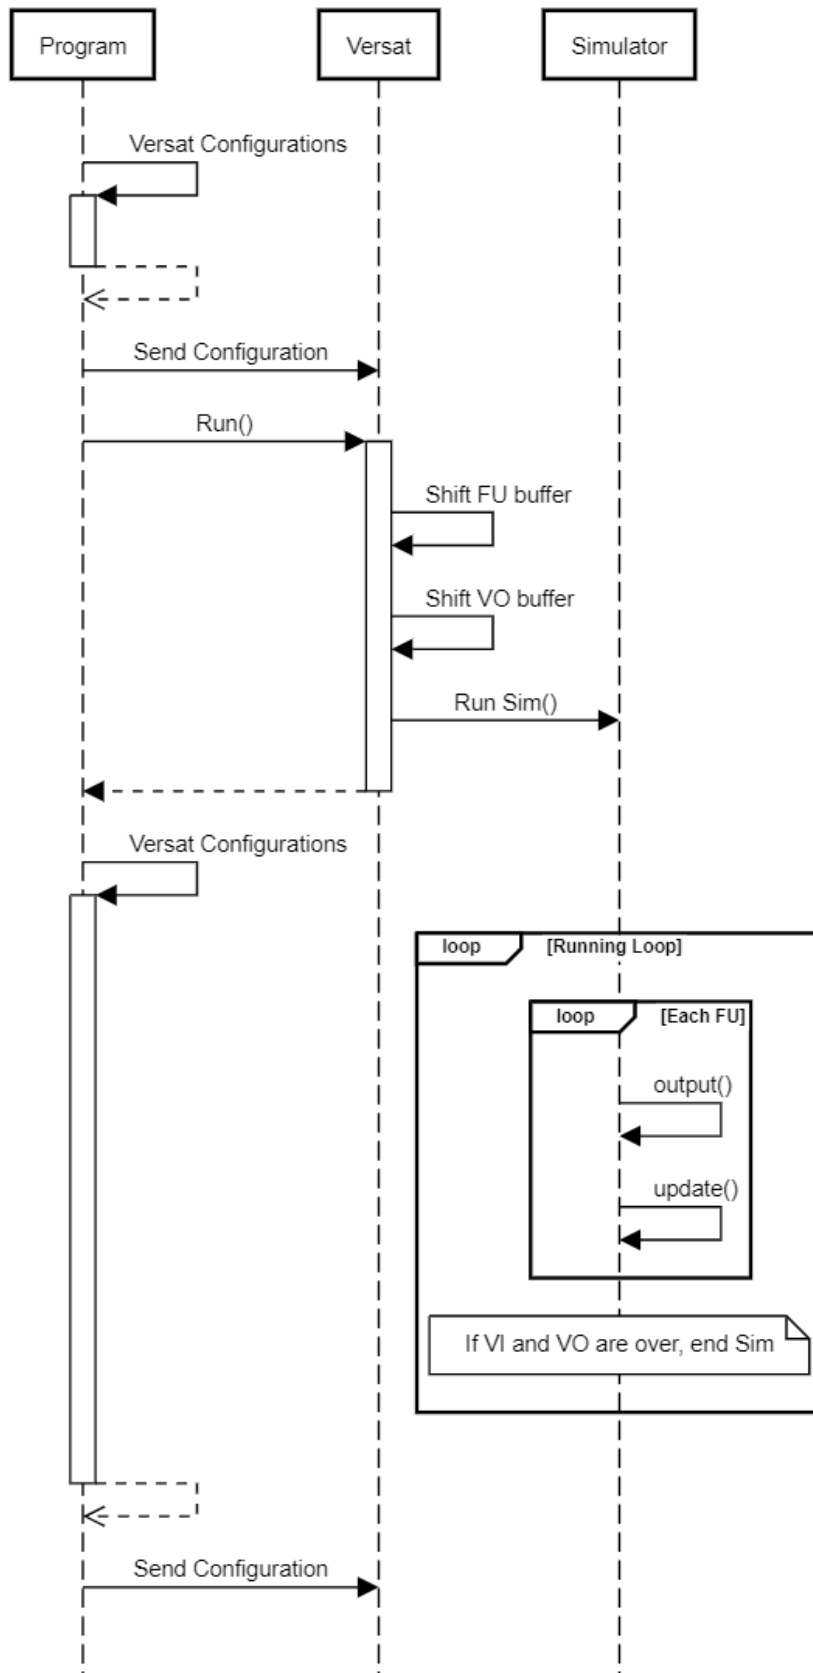 Program
Versat
Simulator
Versat Configurations
Send Configuration
Run()
Shift FU buffer
Shift VO buffer
Run Sim()
Versat Configurations
loop
[Running Loop]
loop
[Each FU]
output()
update()
If VI and VO are over, end Sim
Send Configuration